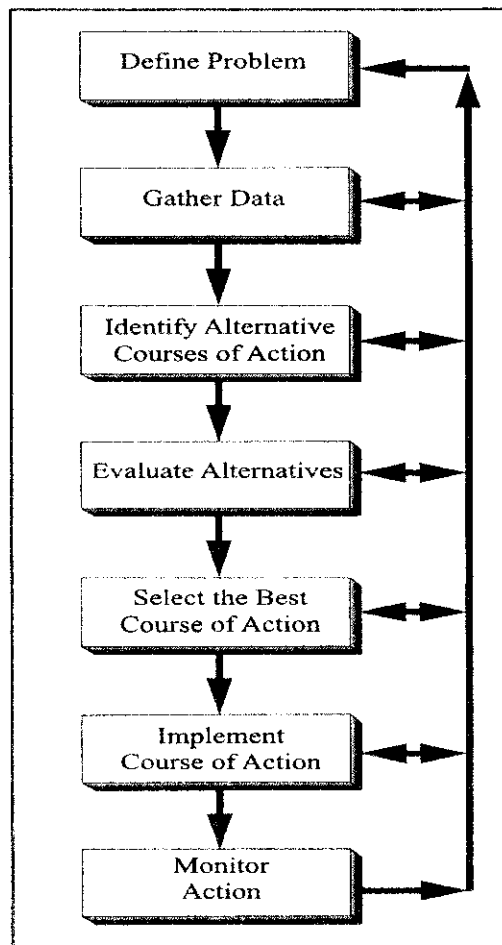 Define Problem
Gather Data
Identify Alternative
Courses of Action
Evaluate Alternatives
Select the Best
Course of Action
Implement
Course of Action
Monitor
Action